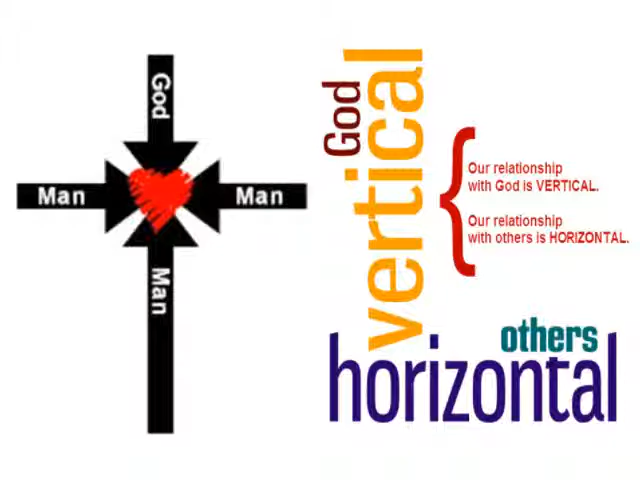 God
Man
Man
Man
God
vertical
Our relationship
with God is VERTICAL.
Our relationship
with others is HORIZONTAL.
others
horizontal